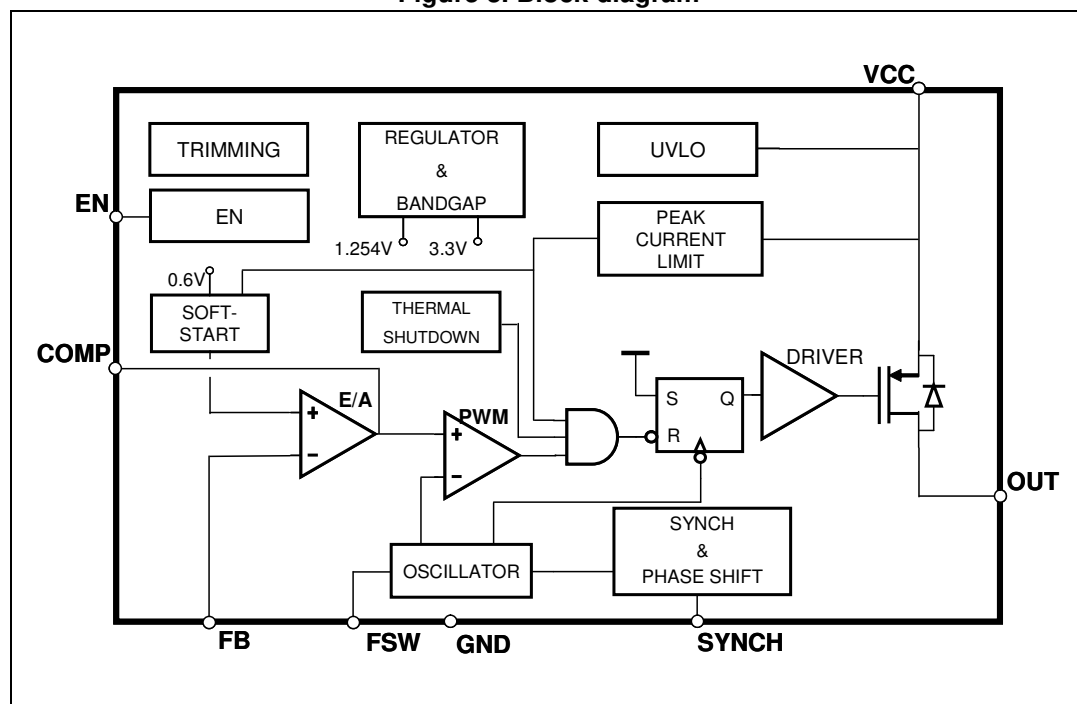 Figure 3. Block diagram
VCC
TRIMMING
REGULATOR
&
BANDGAP
UVLO
EN
EN
PEAK
CURRENT
LIMIT
1.254V
3.3V
0.6V
SOFT-
START
THERMAL
SHUTDOWN
COMP
DRIVER
E/A
+
−
PWM
+
−
S
Q
R
OUT
SYNCH
&
PHASE SHIFT
OSCILLATOR
FB
FSW
GND
SYNCH